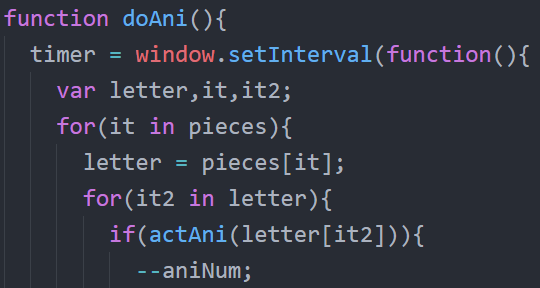 function doAni(){
timer = window.setInterval(function(){
var letter,it,it2;
for(it in pieces){
letter = pieces[it];
for(it2 in letter){
if(actAni(letter[it2])){
--aniNum;